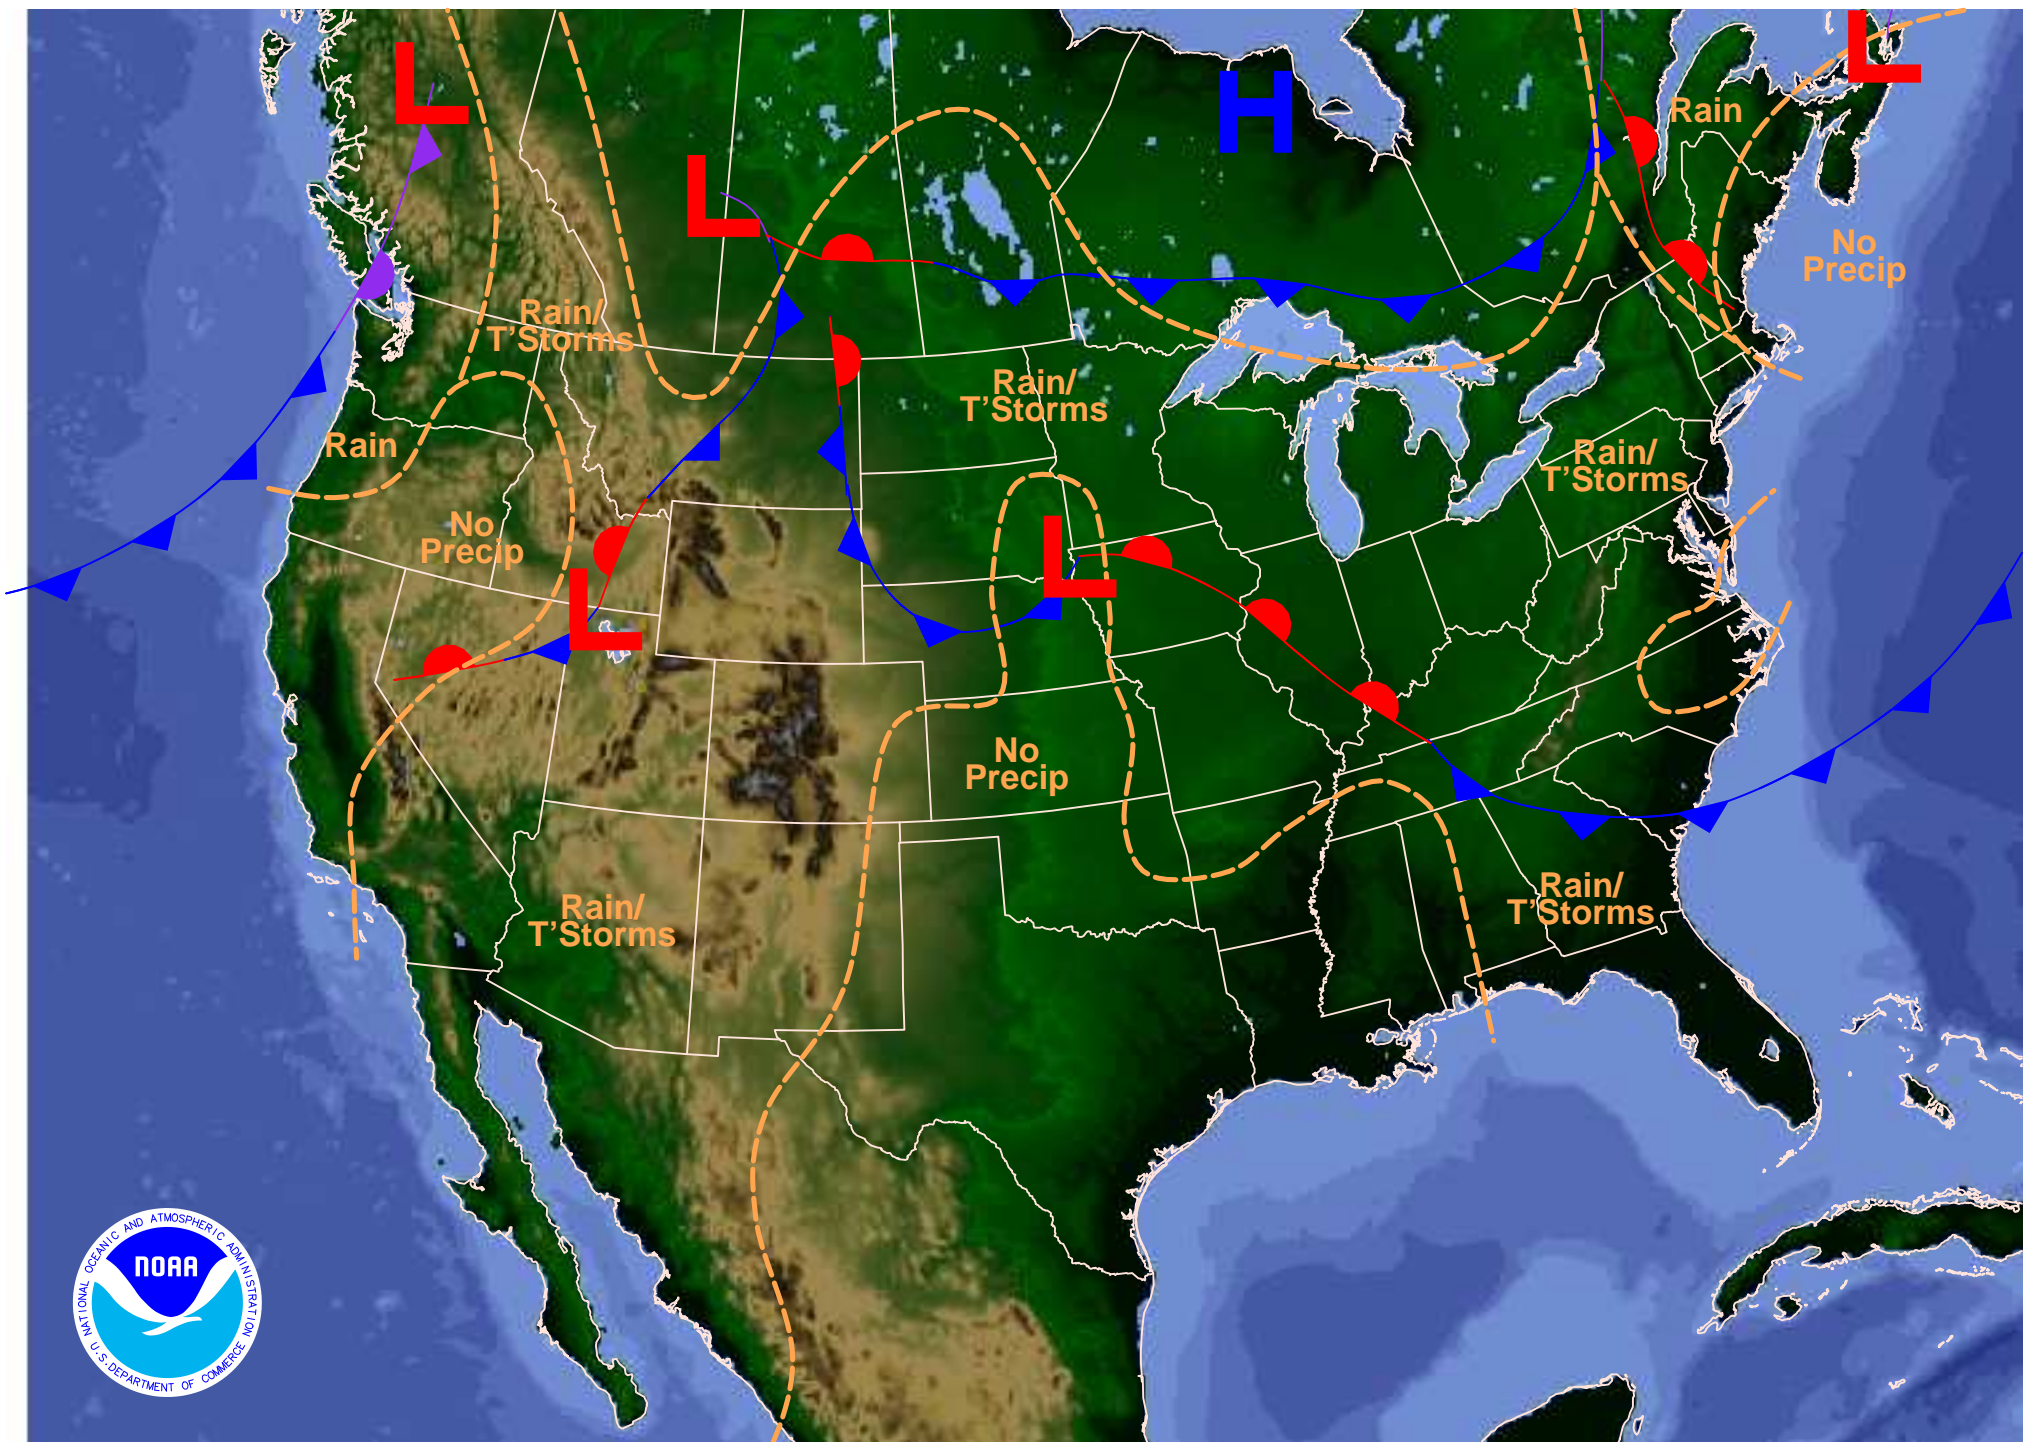 L
H
L
Rain
L
No
Precip
Rain/
T'Storms
Rain/
T'Storms
Rain
Rain/
T'Storms
No
Precip
L
L
No
Precip
Rain/
T'Storms
Rain/
T'Storms
NATIONAL OCEANIC AND ATMOSPHERIC ADMINISTRATION
NOAA
U.S. DEPARTMENT OF COMMERCE